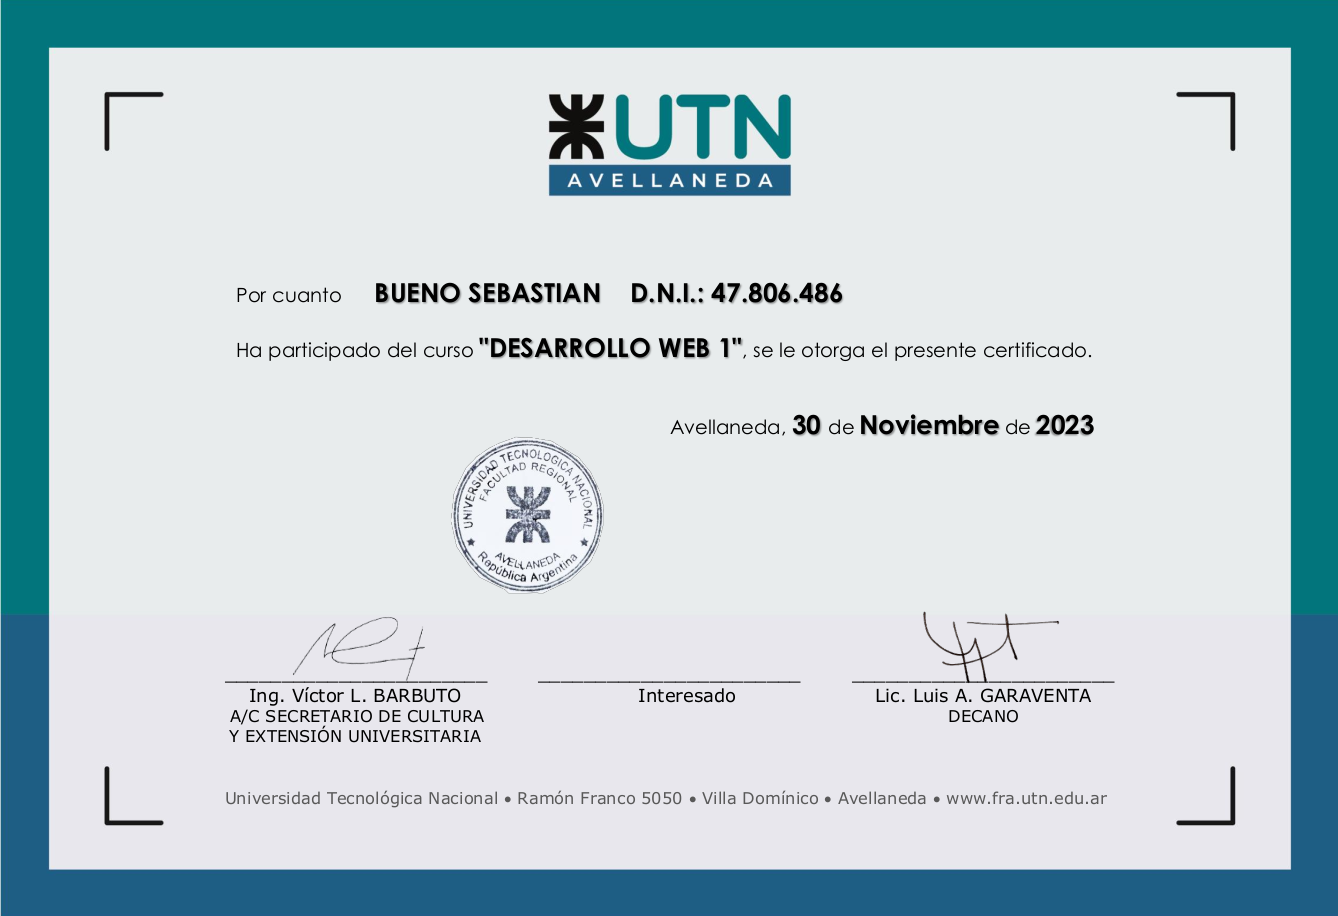 UTN
AVELLANEDA
Por cuanto BUENO SEBASTIAN D.N.I.: 47.806.486
Ha participado del curso "DESARROLLO WEB 1", se le otorga el presente certificado.
Avellaneda, 30 de Noviembre de 2023
UNIVERSIDAD TECNOLOGICA NACIONAL
FACULTAD REGIONAL
AVELLANEDA
República Argentina
Ing. Víctor L. BARBUTO
A/C SECRETARIO DE CULTURA
Y EXTENSIÓN UNIVERSITARIA
Interesado
Lic. Luis A. GARAVENTA
DECANO
Universidad Tecnológica Nacional • Ramón Franco 5050 • Villa Domínico • Avellaneda • www.fra.utn.edu.ar